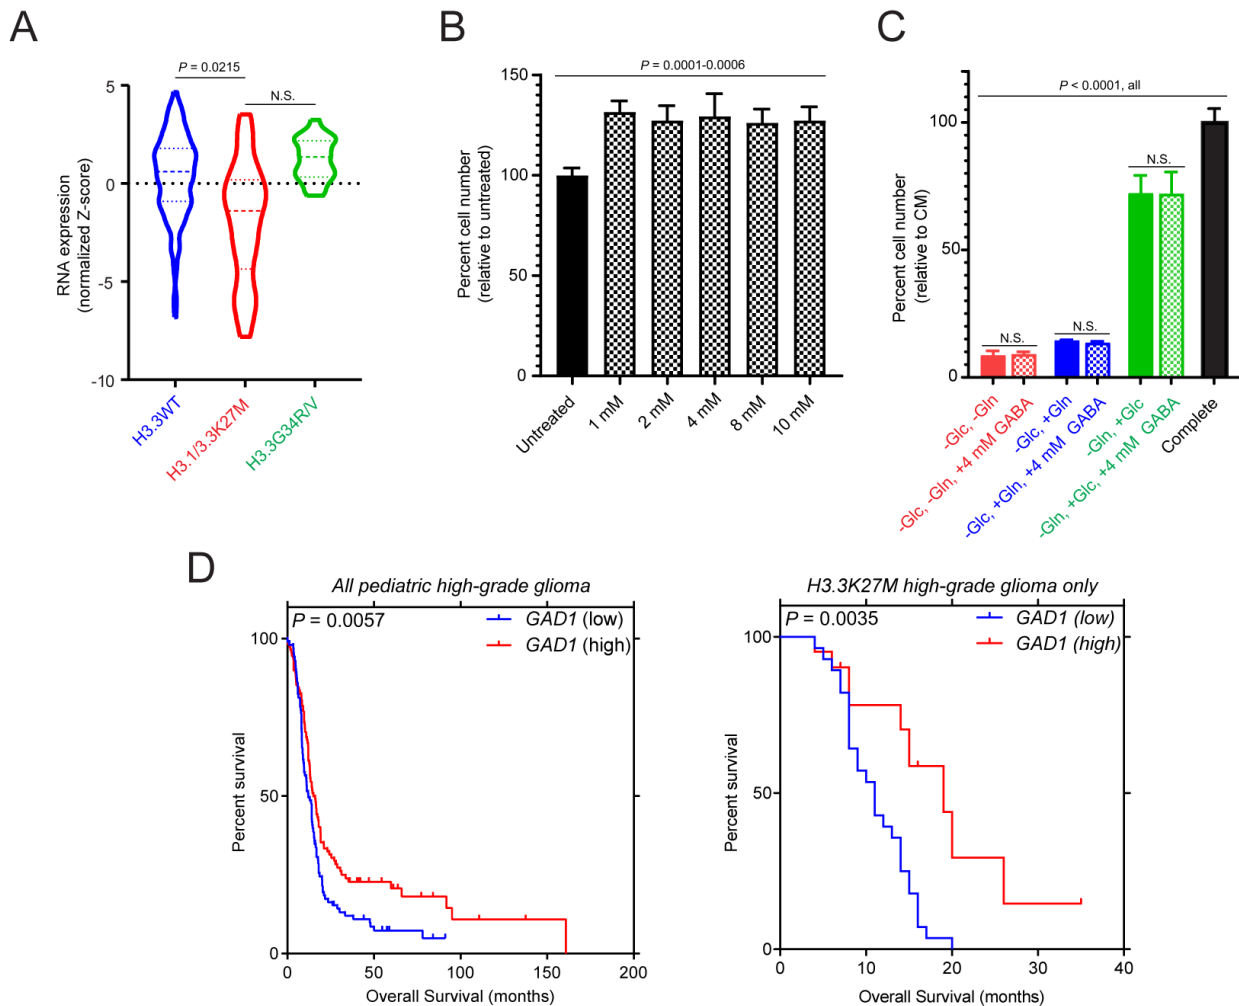 A
P = 0.0215
N.S.
5
0
-5
-10
RNA expression
(normalized Z-score)
H3.3WT
H3.1/3.3K27M
H3.3G34R/V
B
P = 0.0001-0.0006
150
100
50
0
Percent cell number
(relative to untreated)
Untreated
1 mM
2 mM
4 mM
8 mM
10 mM
C
P < 0.0001, all
100
50
0
Percent cell number
(relative to CM)
N.S.
N.S.
N.S.
-Glc, -Gln
-Glc, -Gln, +4 mM GABA
-Glc, +Gln
-Glc, +Gln, +4 mM GABA
-Gln, +Glc
-Gln, +Glc, +4 mM GABA
Complete
D
All pediatric high-grade glioma
P = 0.0057
GAD1 (low)
GAD1 (high)
100
50
0
Percent survival
0
50
100
150
200
Overall Survival (months)
H3.3K27M high-grade glioma only
P = 0.0035
GAD1 (low)
GAD1 (high)
100
50
0
Percent survival
0
10
20
30
40
Overall Survival (months)